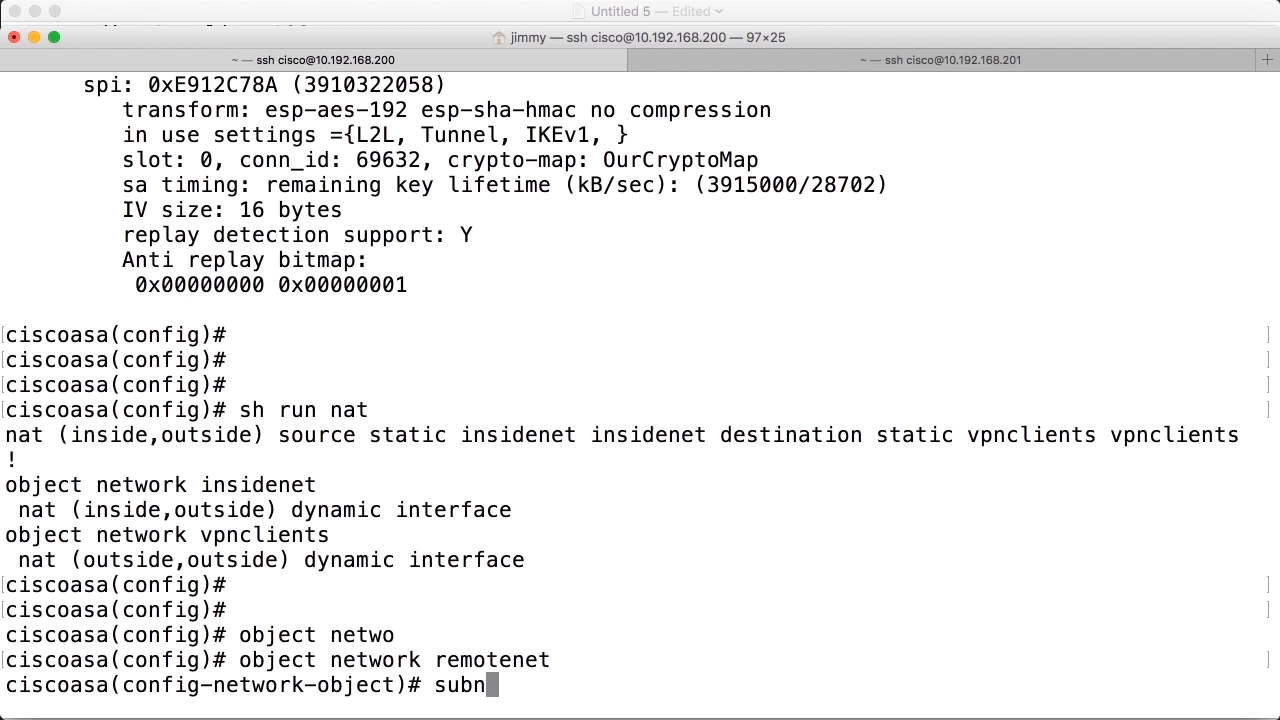 Untitled 5 — Edited
jimmy — ssh cisco@10.192.168.200 — 97×25
~ — ssh cisco@10.192.168.200
~ — ssh cisco@10.192.168.201
spi: 0xE912C78A (3910322058)
transform: esp-aes-192 esp-sha-hmac no compression
in use settings ={L2L, Tunnel, IKEv1, }
slot: 0, conn_id: 69632, crypto-map: OurCryptoMap
sa timing: remaining key lifetime (kB/sec): (3915000/28702)
IV size: 16 bytes
replay detection support: Y
Anti replay bitmap:
0x00000000 0x00000001
ciscoasa(config)#
ciscoasa(config)#
ciscoasa(config)#
ciscoasa(config)# sh run nat
nat (inside,outside) source static insidenet insidenet destination static vpnclients vpnclients
!
object network insidenet
nat (inside,outside) dynamic interface
object network vpnclients
nat (outside,outside) dynamic interface
ciscoasa(config)#
ciscoasa(config)#
ciscoasa(config)# object netwo
ciscoasa(config)# object network remotenet
ciscoasa(config-network-object)# subn